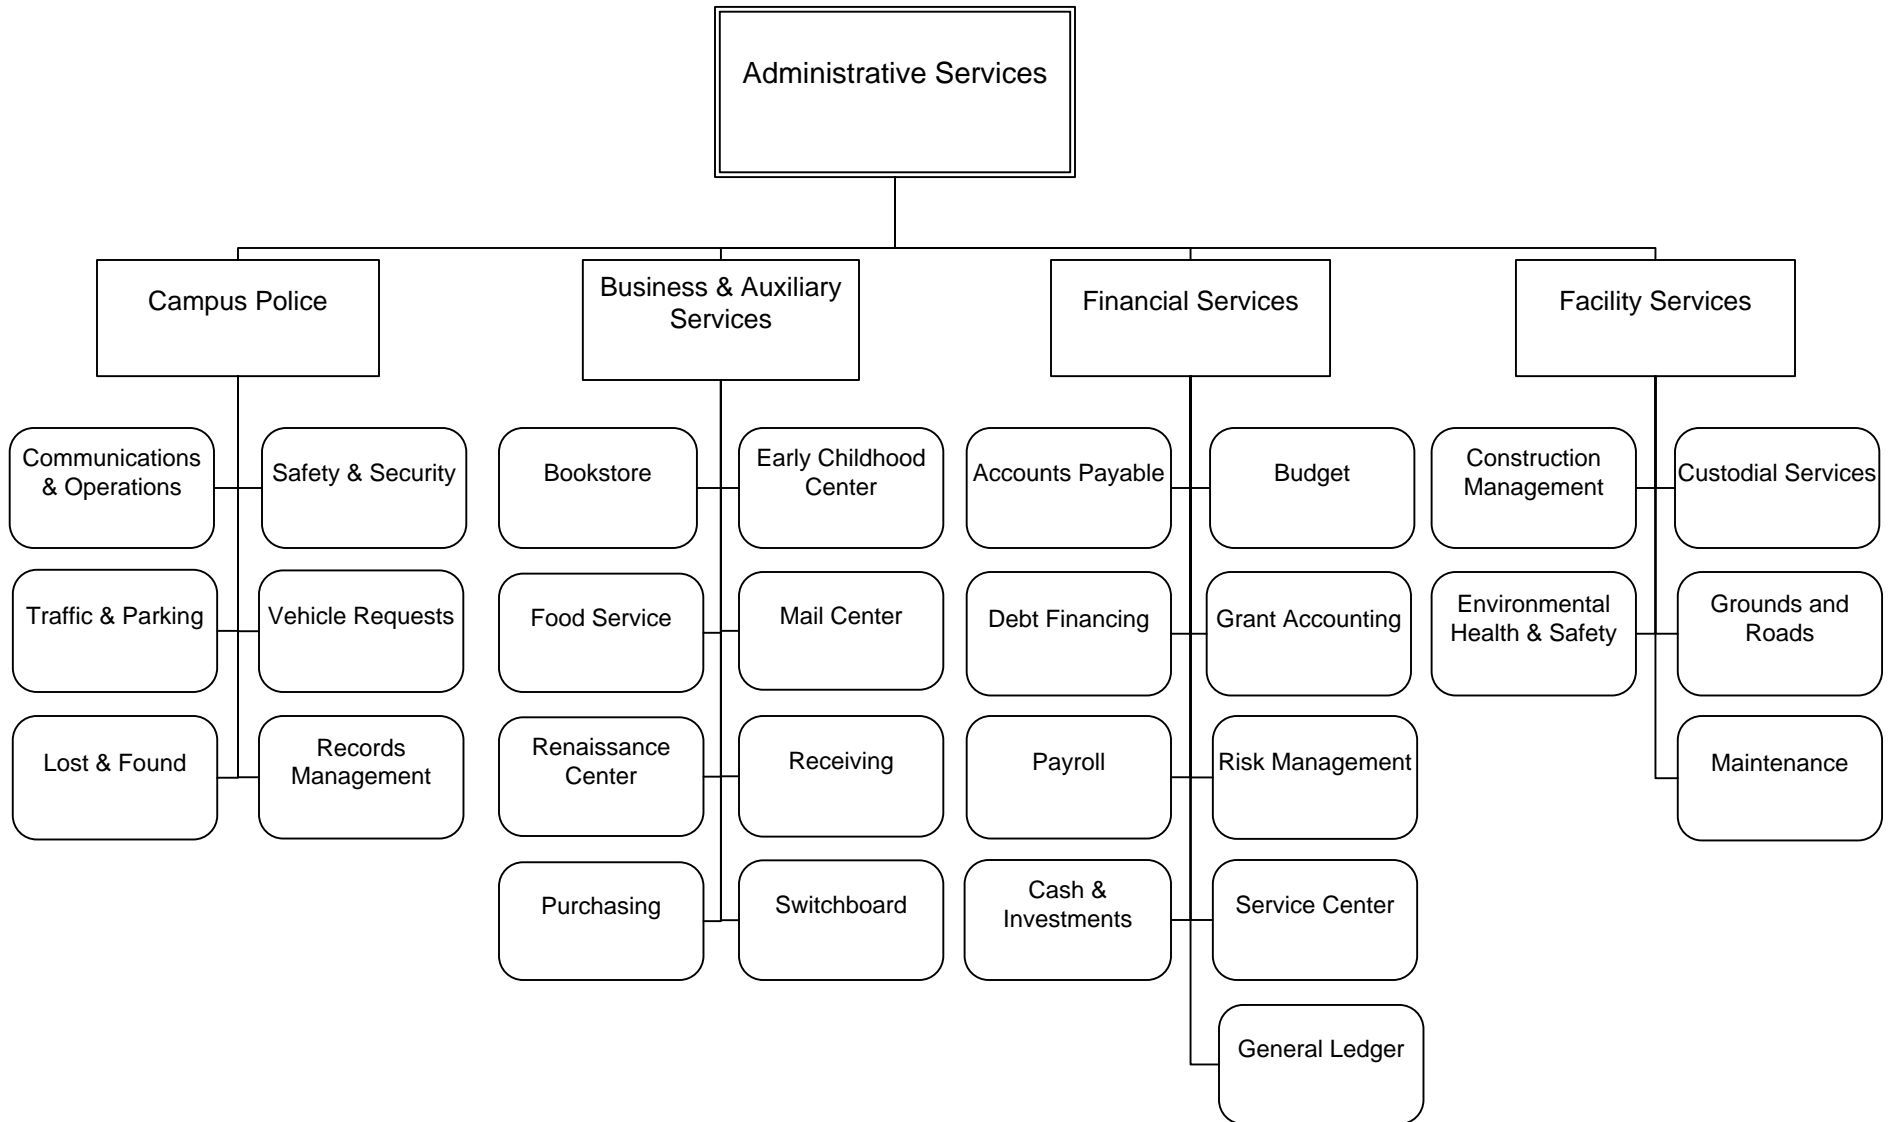 Administrative Services
Campus Police
Business & Auxiliary
Services
Financial Services
Facility Services
Communications
& Operations
Safety & Security
Traffic & Parking
Vehicle Requests
Lost & Found
Records
Management
Bookstore
Early Childhood
Center
Food Service
Mail Center
Renaissance
Center
Receiving
Purchasing
Switchboard
Accounts Payable
Budget
Debt Financing
Grant Accounting
Payroll
Risk Management
Cash &
Investments
Service Center
General Ledger
Construction
Management
Custodial Services
Environmental
Health & Safety
Grounds and
Roads
Maintenance